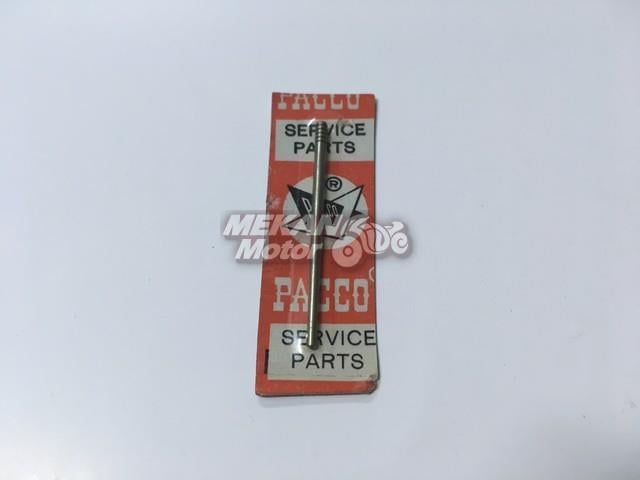 PACCO
SERVICE
PARTS
®
MEKAN
Motor
PACCO
SERVICE
PARTS